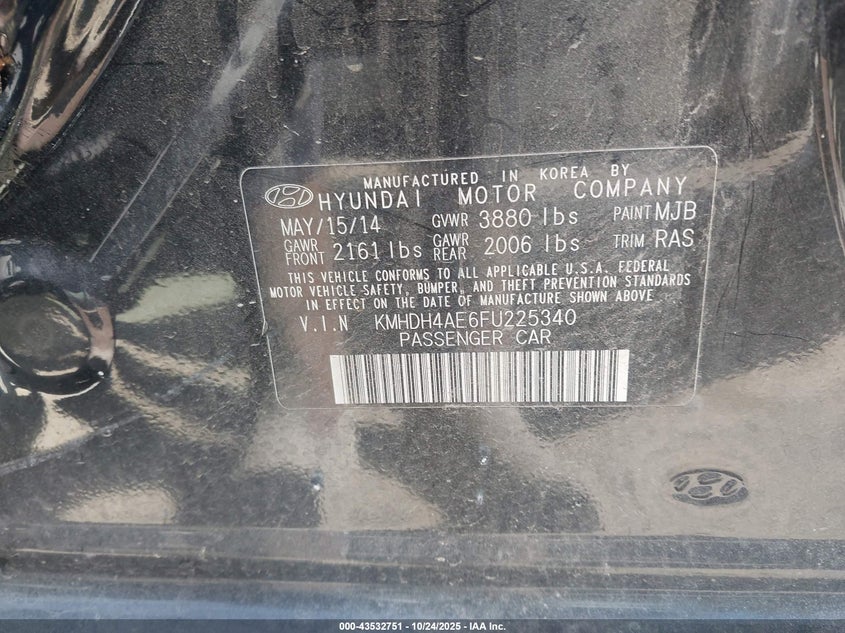 MANUFACTURED IN KOREA BY
HYUNDAI MOTOR COMPANY
MAY/15/14 GVWR 3880 lbs PAINT MJB
GAWR FRONT 2161 lbs GAWR REAR 2006 lbs TRIM RAS
THIS VEHICLE CONFORMS TO ALL APPLICABLE U.S.A. FEDERAL
MOTOR VEHICLE SAFETY, BUMPER, AND THEFT PREVENTION STANDARDS
IN EFFECT ON THE DATE OF MANUFACTURE SHOWN ABOVE
V.I.N KMHDH4AE6FU225340
PASSENGER CAR
000-43532751 | 10/24/2025 - IAA Inc.